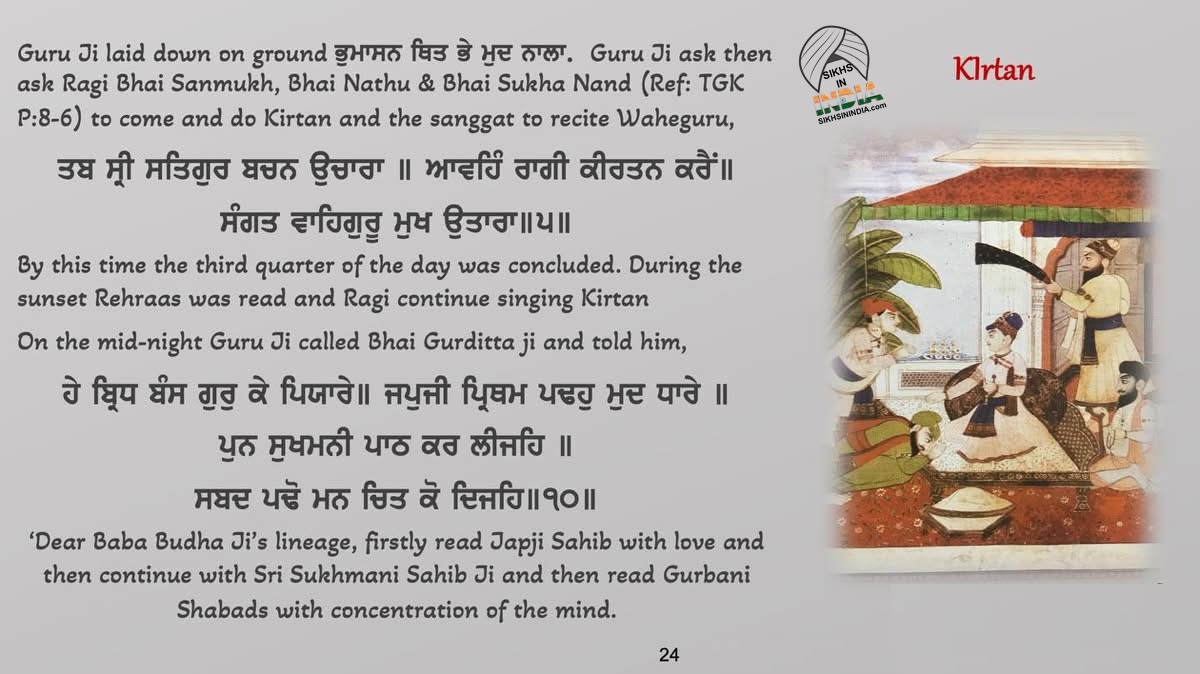 Guru Ji laid down on ground ਭੁਮਾਸਨ ਥਿਤ ਭੇ ਮੁਦ ਨਾਲਾ. Guru Ji ask then
ask Ragi Bhai Sanmukh, Bhai Nathu & Bhai Sukha Nand (Ref: TGK
P:8-6) to come and do Kirtan and the sanggat to recite Waheguru,
ਤਬ ਸ੍ਰੀ ਸਤਿਗੁਰ ਬਚਨ ਉਚਾਰਾ ॥ ਆਵਹਿੰ ਰਾਗੀ ਕੀਰਤਨ ਕਰੈਂ॥
ਸੰਗਤ ਵਾਹਿਗੁਰੂ ਮੁਖ ਉਤਾਰਾ॥੫॥
By this time the third quarter of the day was concluded. During the
sunset Rehraas was read and Ragi continue singing Kirtan
On the mid-night Guru Ji called Bhai Gurditta ji and told him,
ਹੇ ਬ੍ਰਿਧ ਬੰਸ ਗੁਰੁ ਕੇ ਪਿਯਾਰੇ॥ ਜਪੁਜੀ ਪ੍ਰਿਥਮ ਪਢਹੁ ਮੁਦ ਧਾਰੇ ॥
ਪੁਨ ਸੁਖਮਨੀ ਪਾਠ ਕਰ ਲੀਜਹਿ ॥
ਸਬਦ ਪਢੋ ਮਨ ਚਿਤ ਕੋ ਦਿਜਹਿ॥੧੦॥
‘Dear Baba Budha Ji’s lineage, firstly read Japji Sahib with love and
then continue with Sri Sukhmani Sahib Ji and then read Gurbani
Shabads with concentration of the mind.
SIKHS
IN
INDIA
SIKHSININDIA.com
KIrtan
24